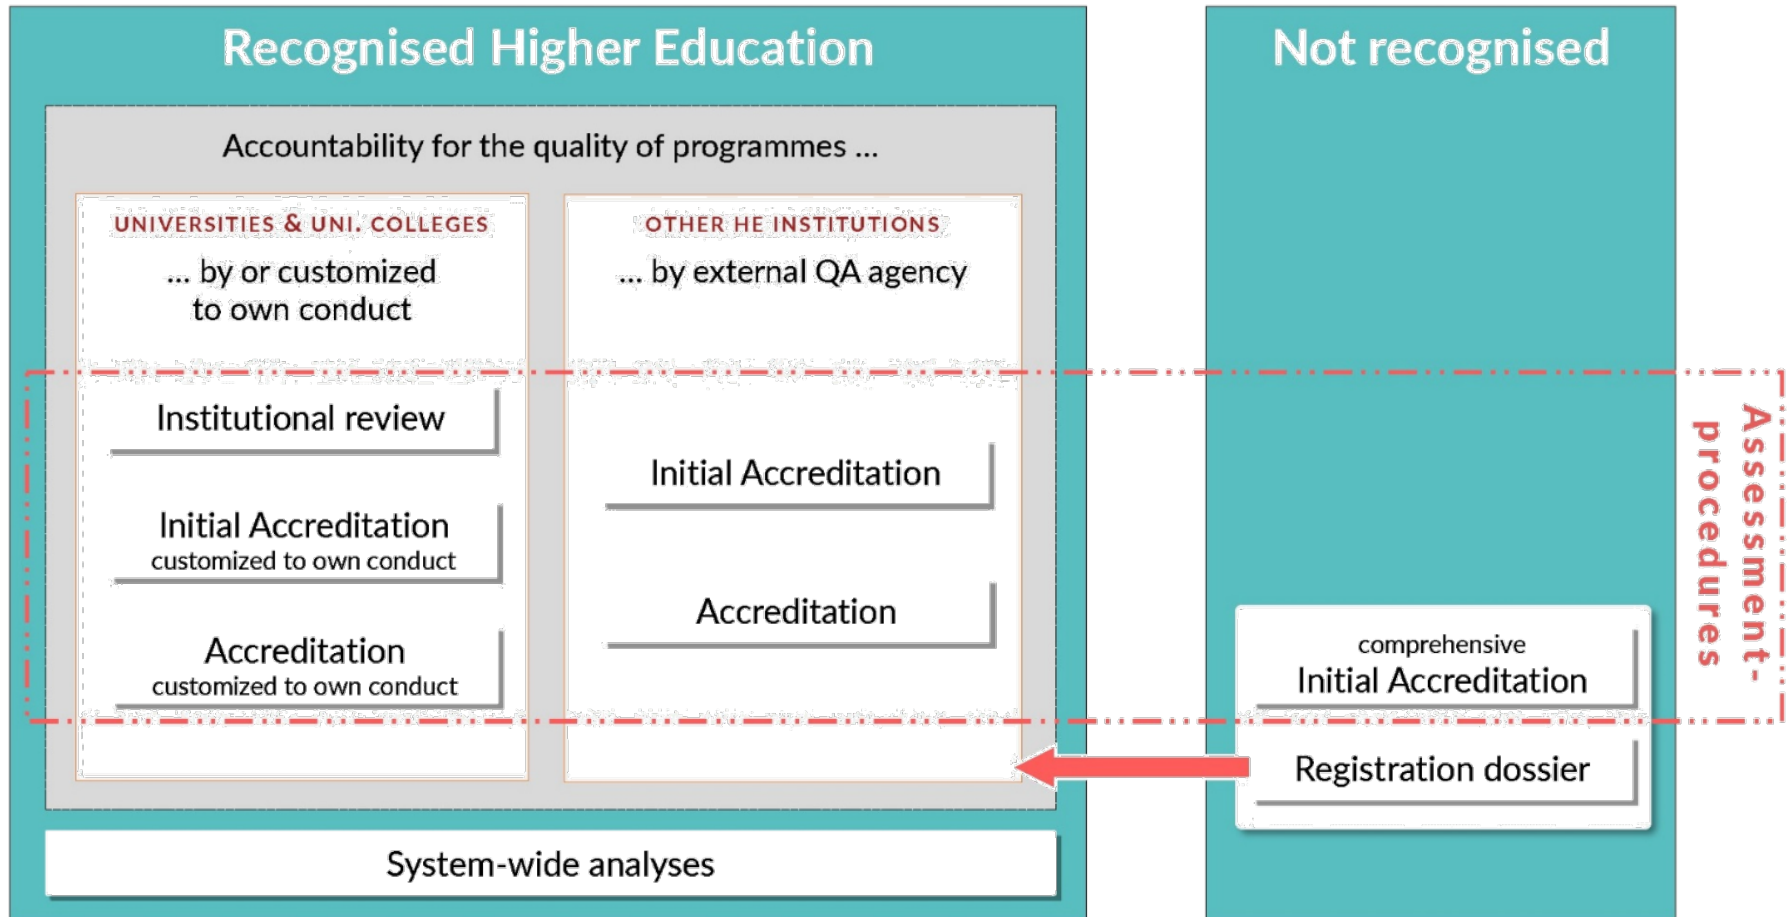 Recognised Higher Education
Accountability for the quality of programmes ...
UNIVERSITIES & UNI. COLLEGES
... by or customized
to own conduct
Institutional review
Initial Accreditation
customized to own conduct
Accreditation
customized to own conduct
OTHER HE INSTITUTIONS
... by external QA agency
Initial Accreditation
Accreditation
System-wide analyses
Not recognised
comprehensive
Initial Accreditation
Registration dossier
Assessment-
procedures